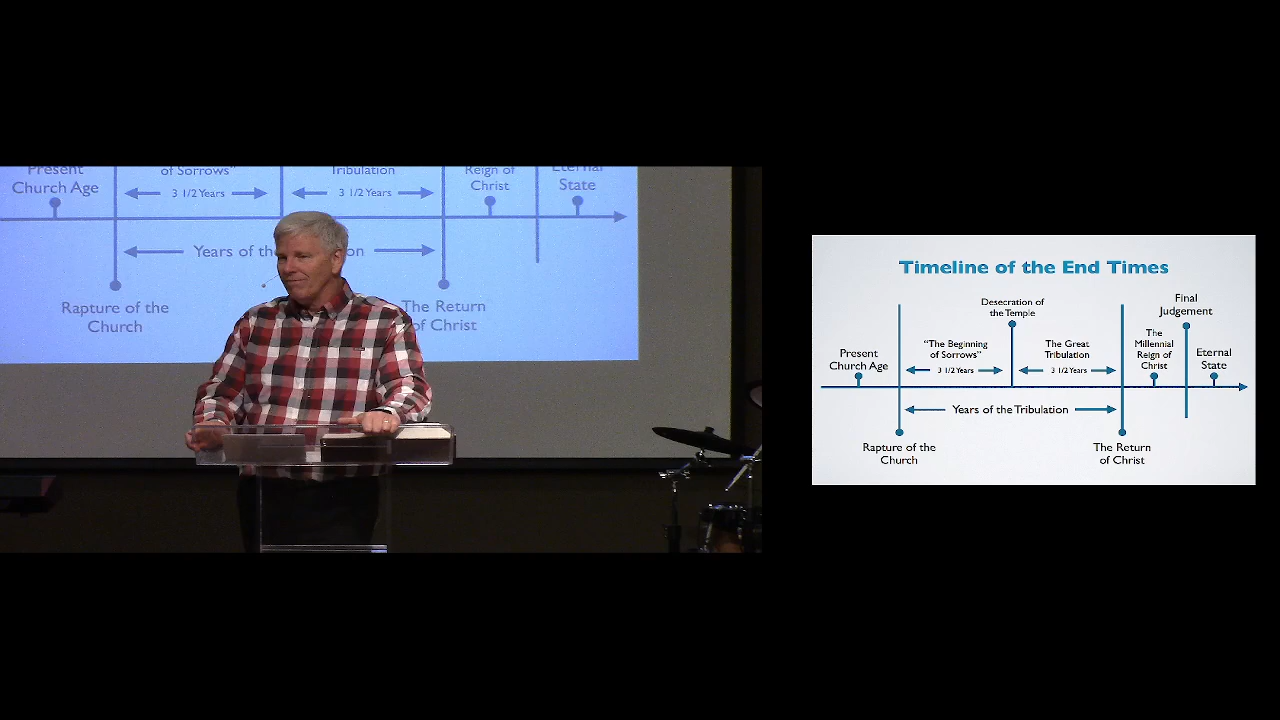 Present
Church Age
of Sorrows"
3 1/2 Years
Tribulation
3 1/2 Years
Reign of
Christ
Eternal
State
Years of the
on
Rapture of the
Church
The Return
of Christ
Timeline of the End Times
Present
Church Age
Rapture of the
Church
"The Beginning
of Sorrows"
3 1/2 Years
Desecration of
the Temple
The Great
Tribulation
3 1/2 Years
Years of the Tribulation
The Return
of Christ
The
Millennial
Reign of
Christ
Final
Judgement
Eternal
State